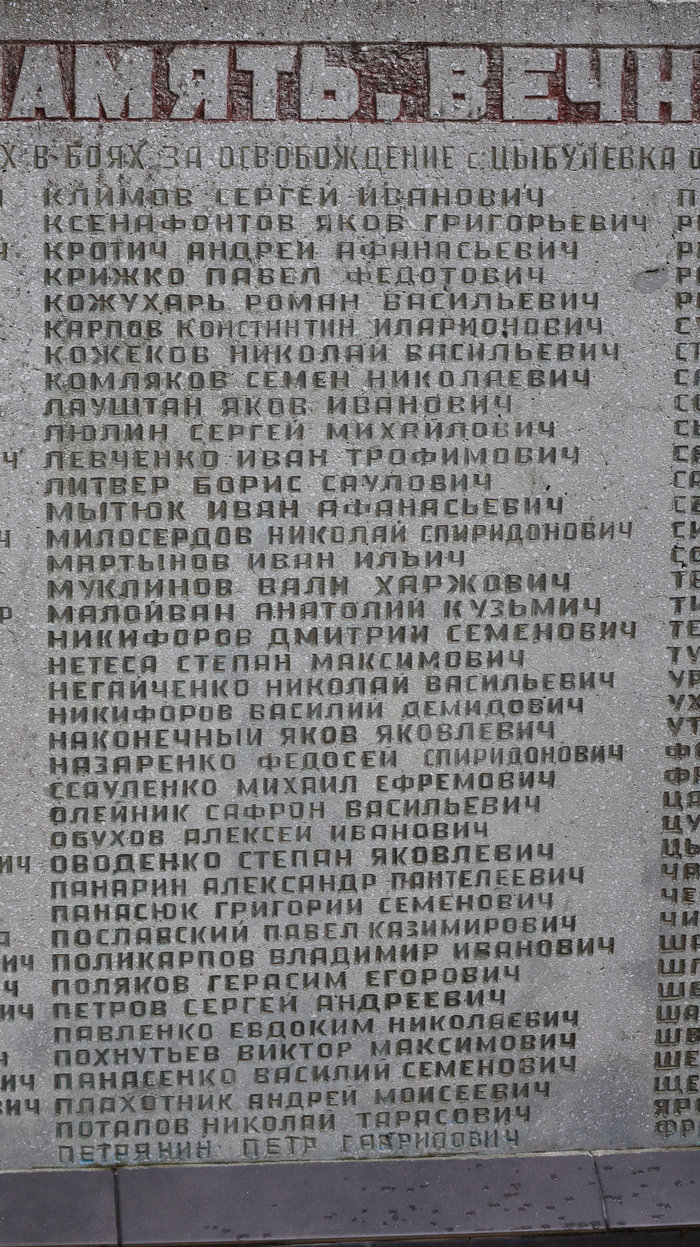 ПАМЯТЬ. ВЕЧН
Х В БОЯХ ЗА ОСВОБОЖДЕНИЕ с. ЦЫБУЛЕВКА О
КЛИМОВ СЕРГЕЙ ИВАНОВИЧ
КСЕНАФОНТОВ ЯКОВ ГРИГОРЬЕВИЧ
КРОТИЧ АНДРЕЙ АФАНАСЬЕВИЧ
КРИЖКО ПАВЕЛ ФЕДОТОВИЧ
КОЖУХАРЬ РОМАН ВАСИЛЬЕВИЧ
КАРПОВ КОНСТАНТИН ИЛАРИОНОВИЧ
КОЖЕКОВ НИКОЛАЙ ВАСИЛЬЕВИЧ
КОМЛЯКОВ СЕМЕН НИКОЛАЕВИЧ
ЛАУШТАН ЯКОВ ИВАНОВИЧ
ЛЮЛИН СЕРГЕЙ МИХАЙЛОВИЧ
ЛЕВЧЕНКО ИВАН ТРОФИМОВИЧ
ЛИТВЕР БОРИС САУЛОВИЧ
МЫТЮК ИВАН АФАНАСЬЕВИЧ
МИЛОСЕРДОВ НИКОЛАЙ СПИРИДОНОВИЧ
МАРТЫНОВ ИВАН ИЛЬИЧ
МУКЛИНОВ ВАЛИ ХАРЖОВИЧ
МАЛОЙВАН АНАТОЛИЙ КУЗЬМИЧ
НИКИФОРОВ ДМИТРИЙ СЕМЕНОВИЧ
НЕТЕСА СТЕПАН МАКСИМОВИЧ
НЕГАЙЧЕНКО НИКОЛАЙ ВАСИЛЬЕВИЧ
НИКИФОРОВ ВАСИЛИЙ ДЕМИДОВИЧ
НАКОНЕЧНЫЙ ЯКОВ ЯКОВЛЕВИЧ
НАЗАРЕНКО ФЕДОСЕЙ СПИРИДОНОВИЧ
ССАУЛЕНКО МИХАИЛ ЕФРЕМОВИЧ
ОЛЕЙНИК САФРОН ВАСИЛЬЕВИЧ
ОБУХОВ АЛЕКСЕЙ ИВАНОВИЧ
ОВОДЕНКО СТЕПАН ЯКОВЛЕВИЧ
ПАНАРИН АЛЕКСАНДР ПАНТЕЛЕЕВИЧ
ПАНАСЮК ГРИГОРИЙ СЕМЕНОВИЧ
ПОСЛАВСКИЙ ПАВЕЛ КАЗИМИРОВИЧ
ПОЛИКАРПОВ ВЛАДИМИР ИВАНОВИЧ
ПОЛЯКОВ ГЕРАСИМ ЕГОРОВИЧ
ПЕТРОВ СЕРГЕЙ АНДРЕЕВИЧ
ПАВЛЕНКО ЕВДОКИМ НИКОЛАЕВИЧ
ПОХНУТЬЕВ ВИКТОР МАКСИМОВИЧ
ПАНАСЕНКО ВАСИЛИЙ СЕМЕНОВИЧ
ПЛАХОТНИК АНДРЕЙ МОИСЕЕВИЧ
ПОТАПОВ НИКОЛАЙ ТАРАСОВИЧ
ПЕТРЯНИН ПЕТР ГАВРИЛОВИЧ